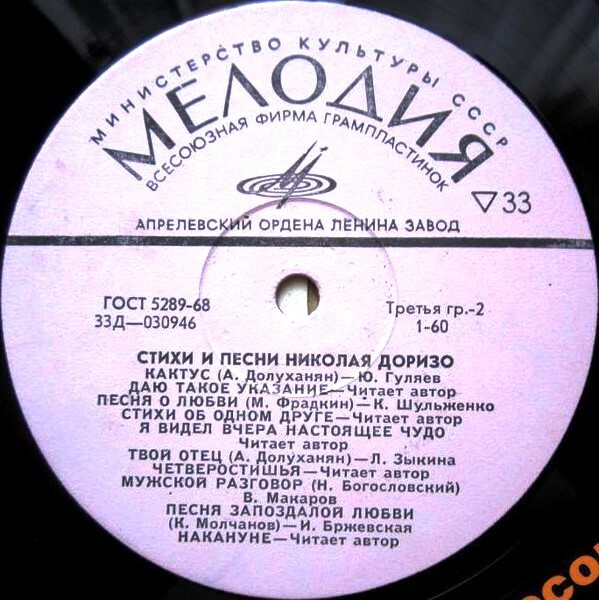 МИНИСТЕРСТВО КУЛЬТУРЫ СССР
МЕЛОДИЯ
ВСЕСОЮЗНАЯ ФИРМА ГРАМПЛАСТИНОК
33
АПРЕЛЕВСКИЙ ОРДЕНА ЛЕНИНА ЗАВОД
ГОСТ 5289-68
33Д—030946
Третья гр.-2
1-60
СТИХИ И ПЕСНИ НИКОЛАЯ ДОРИЗО
КАКТУС (А. Долуханян)—Ю. Гуляев
ДАЮ ТАКОЕ УКАЗАНИЕ—Читает автор
ПЕСНЯ О ЛЮБВИ (М. Фрадкин)—К. Шульженко
СТИХИ ОБ ОДНОМ ДРУГЕ—Читает автор
Я ВИДЕЛ ВЧЕРА НАСТОЯЩЕЕ ЧУДО
Читает автор
ТВОЙ ОТЕЦ (А. Долуханян)—Л. Зыкина
ЧЕТВЕРОСТИШЬЯ—Читает автор
МУЖСКОЙ РАЗГОВОР (Н. Богословский)
В. Макаров
ПЕСНЯ ЗАПОЗДАЛОЙ ЛЮБВИ
(К. Молчанов)—И. Бржевская
НАКАНУНЕ—Читает автор